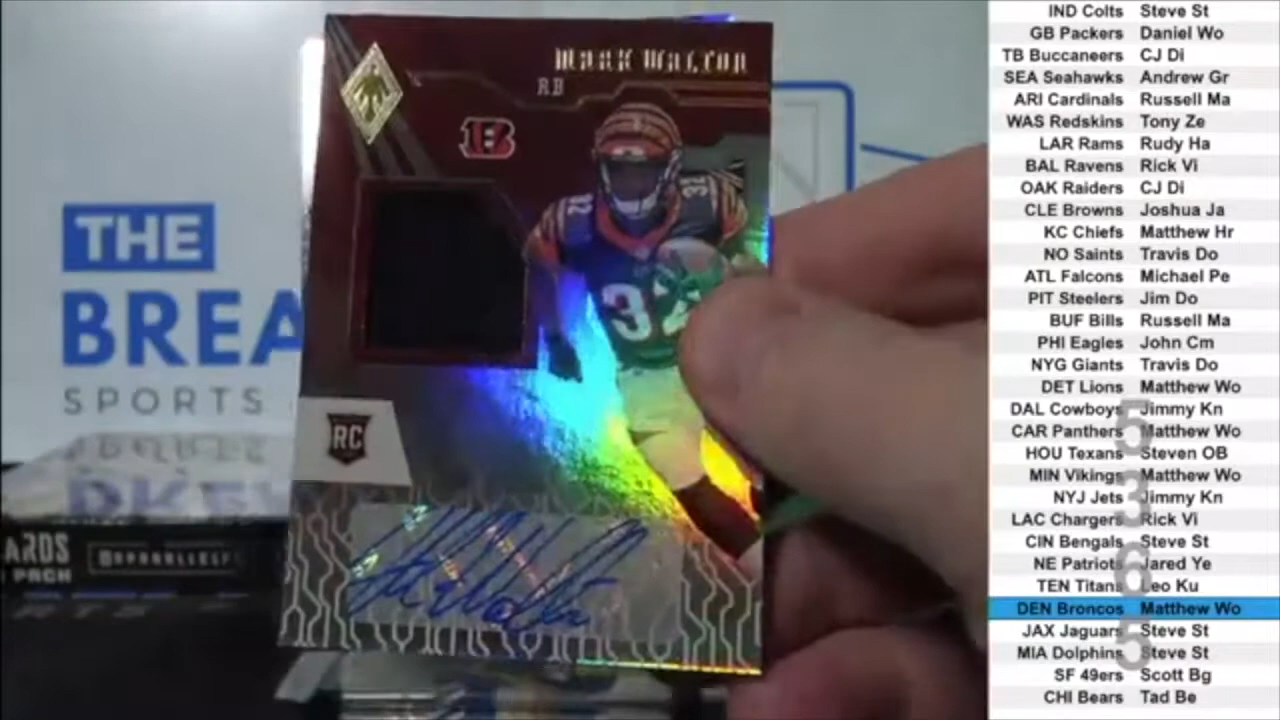 MARK WALTON
RB
B
32
32
32
RC
THE
BREA
SPORTS
ARDS
PACK
IND Colts Steve St
GB Packers Daniel Wo
TB Buccaneers CJ Di
SEA Seahawks Andrew Gr
ARI Cardinals Russell Ma
WAS Redskins Tony Ze
LAR Rams Rudy Ha
BAL Ravens Rick Vi
OAK Raiders CJ Di
CLE Browns Joshua Ja
KC Chiefs Matthew Hr
NO Saints Travis Do
ATL Falcons Michael Pe
PIT Steelers Jim Do
BUF Bills Russell Ma
PHI Eagles John Cm
NYG Giants Travis Do
DET Lions Matthew Wo
DAL Cowboys Jimmy Kn
CAR Panthers Matthew Wo
HOU Texans Steven OB
MIN Vikings Matthew Wo
NYJ Jets Jimmy Kn
LAC Chargers Rick Vi
CIN Bengals Steve St
NE Patriots Jared Ye
TEN Titans Leo Ku
DEN Broncos Matthew Wo
JAX Jaguars Steve St
MIA Dolphins Steve St
SF 49ers Scott Bg
CHI Bears Tad Be
5365